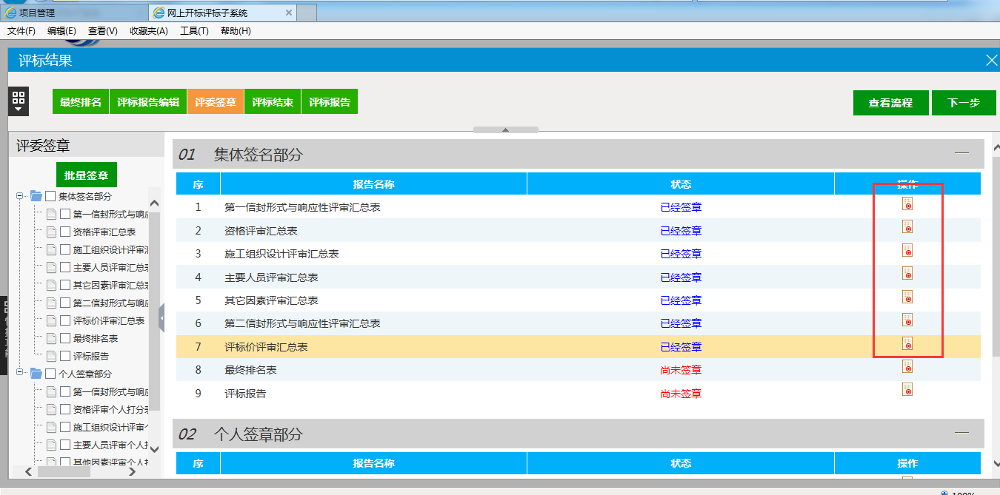 项目管理
网上开标评标子系统
文件(F) 编辑(E) 查看(V) 收藏夹(A) 工具(T) 帮助(H)
评标结果
最终排名 评标报告编辑 评委签章 评标结束 评标报告 查看流程 下一步
评委签章
批量签章
集体签名部分
第一信封形式与响应
资格评审汇总表
施工组织设计评审汇
主要人员评审汇总表
其它因素评审汇总表
第二信封形式与响应
评标价评审汇总表
最终排名表
评标报告
个人签章部分
第一信封形式与响应
资格评审个人打分表
施工组织设计评审个
主要人员评审个人打
其他因素评审个人打
01 集体签名部分
序 报告名称 状态 操作
1 第一信封形式与响应性评审汇总表 已经签章
2 资格评审汇总表 已经签章
3 施工组织设计评审汇总表 已经签章
4 主要人员评审汇总表 已经签章
5 其它因素评审汇总表 已经签章
6 第二信封形式与响应性评审汇总表 已经签章
7 评标价评审汇总表 已经签章
8 最终排名表 尚未签章
9 评标报告 尚未签章
02 个人签章部分
序 报告名称 状态 操作
100%